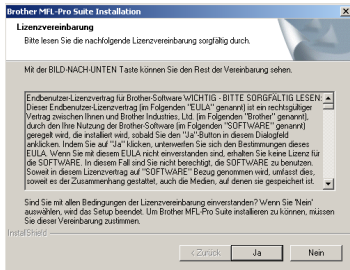 Brother MFL-Pro Suite Installation
Lizenzvereinbarung
Bitte lesen Sie die nachfolgende Lizenzvereinbarung sorgfältig durch.
Mit der BILD-NACH-UNTEN Taste können Sie den Rest der Vereinbarung sehen.
Endbenutzer-Lizenzvertrag für Brother-Software WICHTIG - BITTE SORGFÄLTIG LESEN:
Dieser Endbenutzer-Lizenzvertrag (im Folgenden "EULA" genannt) ist ein rechtsgültiger
Vertrag zwischen Ihnen und Brother Industries, Ltd. (im Folgenden "Brother" genannt),
durch den Ihre Nutzung der Brother-Software (im Folgenden "SOFTWARE" genannt)
geregelt wird, die installiert wird, sobald Sie den "Ja"-Button in diesem Dialogfeld
anklicken. Indem Sie auf "Ja" klicken, unterwerfen Sie sich den Bestimmungen dieses
EULA. Wenn Sie mit diesem EULA nicht einverstanden sind, erhalten Sie keine Lizenz für
die SOFTWARE. In diesem Fall sind Sie nicht berechtigt, die SOFTWARE zu benutzen.
Soweit in diesem Lizenzvertrag auf "SOFTWARE" Bezug genommen wird, umfasst dies,
soweit es der Zusammenhang gestattet, auch die Medien, auf denen sie gespeichert ist.
Sind Sie mit allen Bedingungen der Lizenzvereinbarung einverstanden? Wenn Sie 'Nein'
auswählen, wird das Setup beendet. Um Brother MFL-Pro Suite installieren zu können, müssen
Sie dieser Vereinbarung zustimmen.
InstallShield
< Zurück
Ja
Nein